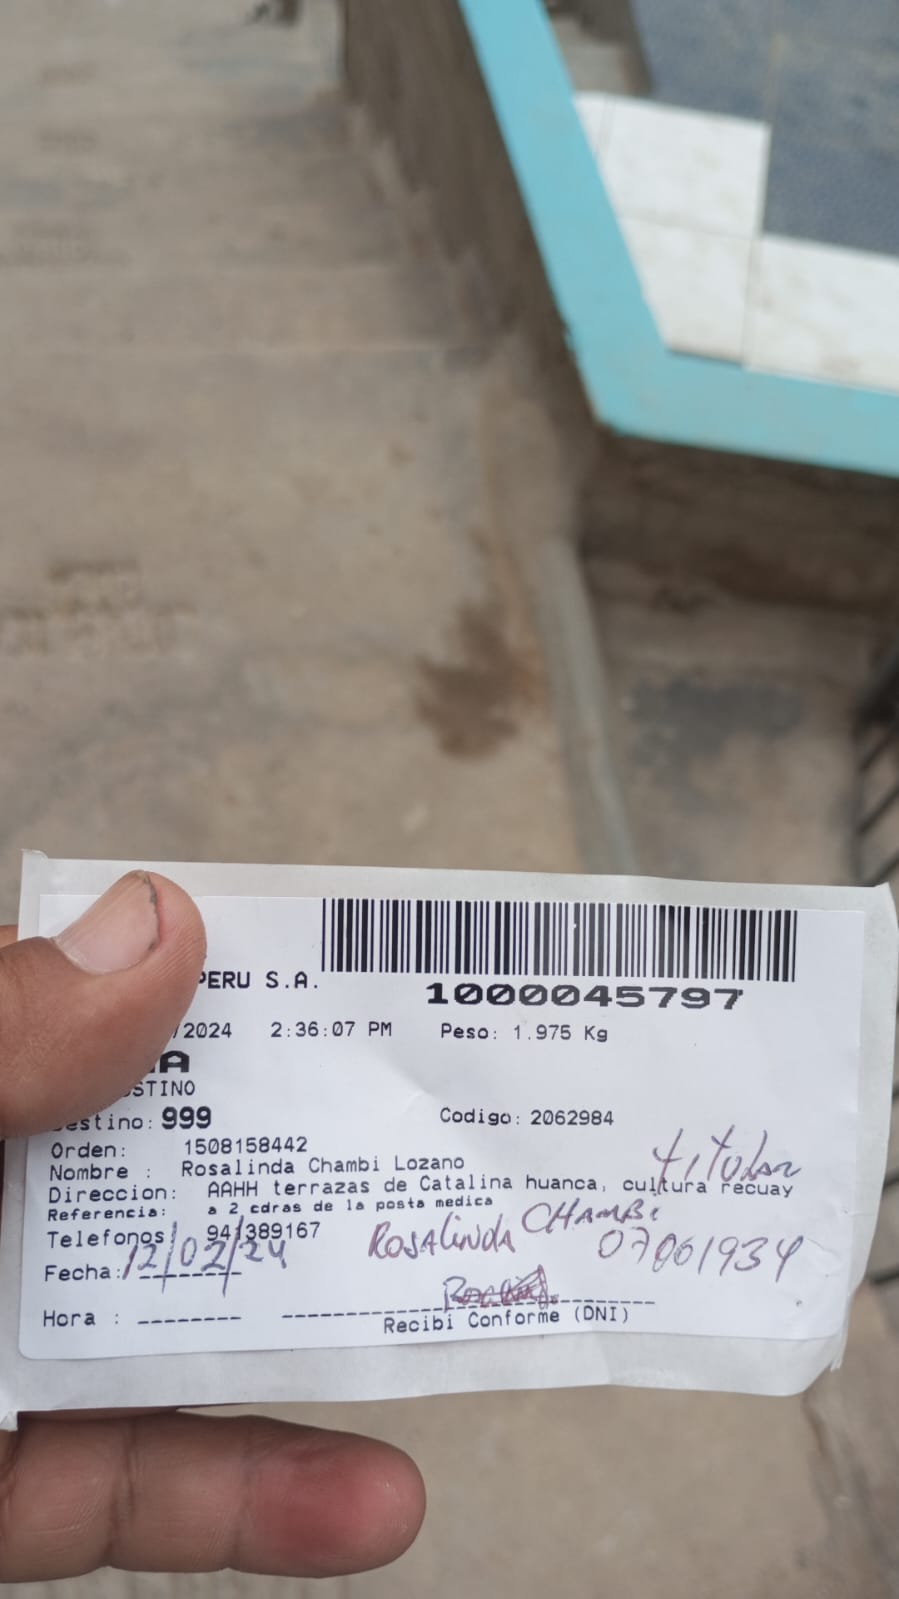 PERU S.A.
1000045797
/2024 2:36:07 PM Peso: 1.975 Kg
STINO
estino: 999 Codigo: 2062984
Orden: 1508158442
titular
Nombre : Rosalinda Chambi Lozano
Direccion: AAHH terrazas de Catalina huanca, cultura recuay
Referencia: a 2 cdras de la posta medica
Telefonos 941389167
Rosalinda Chambi
07061934
Fecha: 12/02/24
Hora :
Recibi Conforme (DNI)